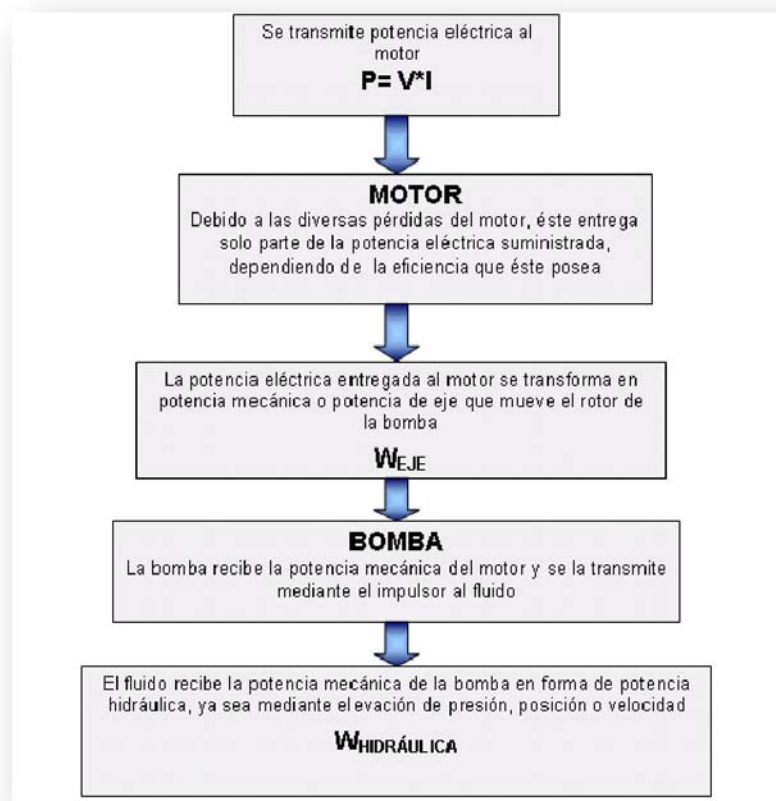 Se transmite potencia eléctrica al
motor
P= V*I
MOTOR
Debido a las diversas pérdidas del motor, éste entrega
solo parte de la potencia eléctrica suministrada,
dependiendo de la eficiencia que éste posea
La potencia eléctrica entregada al motor se transforma en
potencia mecánica o potencia de eje que mueve el rotor de
la bomba
WEJE
BOMBA
La bomba recibe la potencia mecánica del motor y se la transmite
mediante el impulsor al fluido
El fluido recibe la potencia mecánica de la bomba en forma de potencia
hidráulica, ya sea mediante elevación de presión, posición o velocidad
WHIDRÁULICA